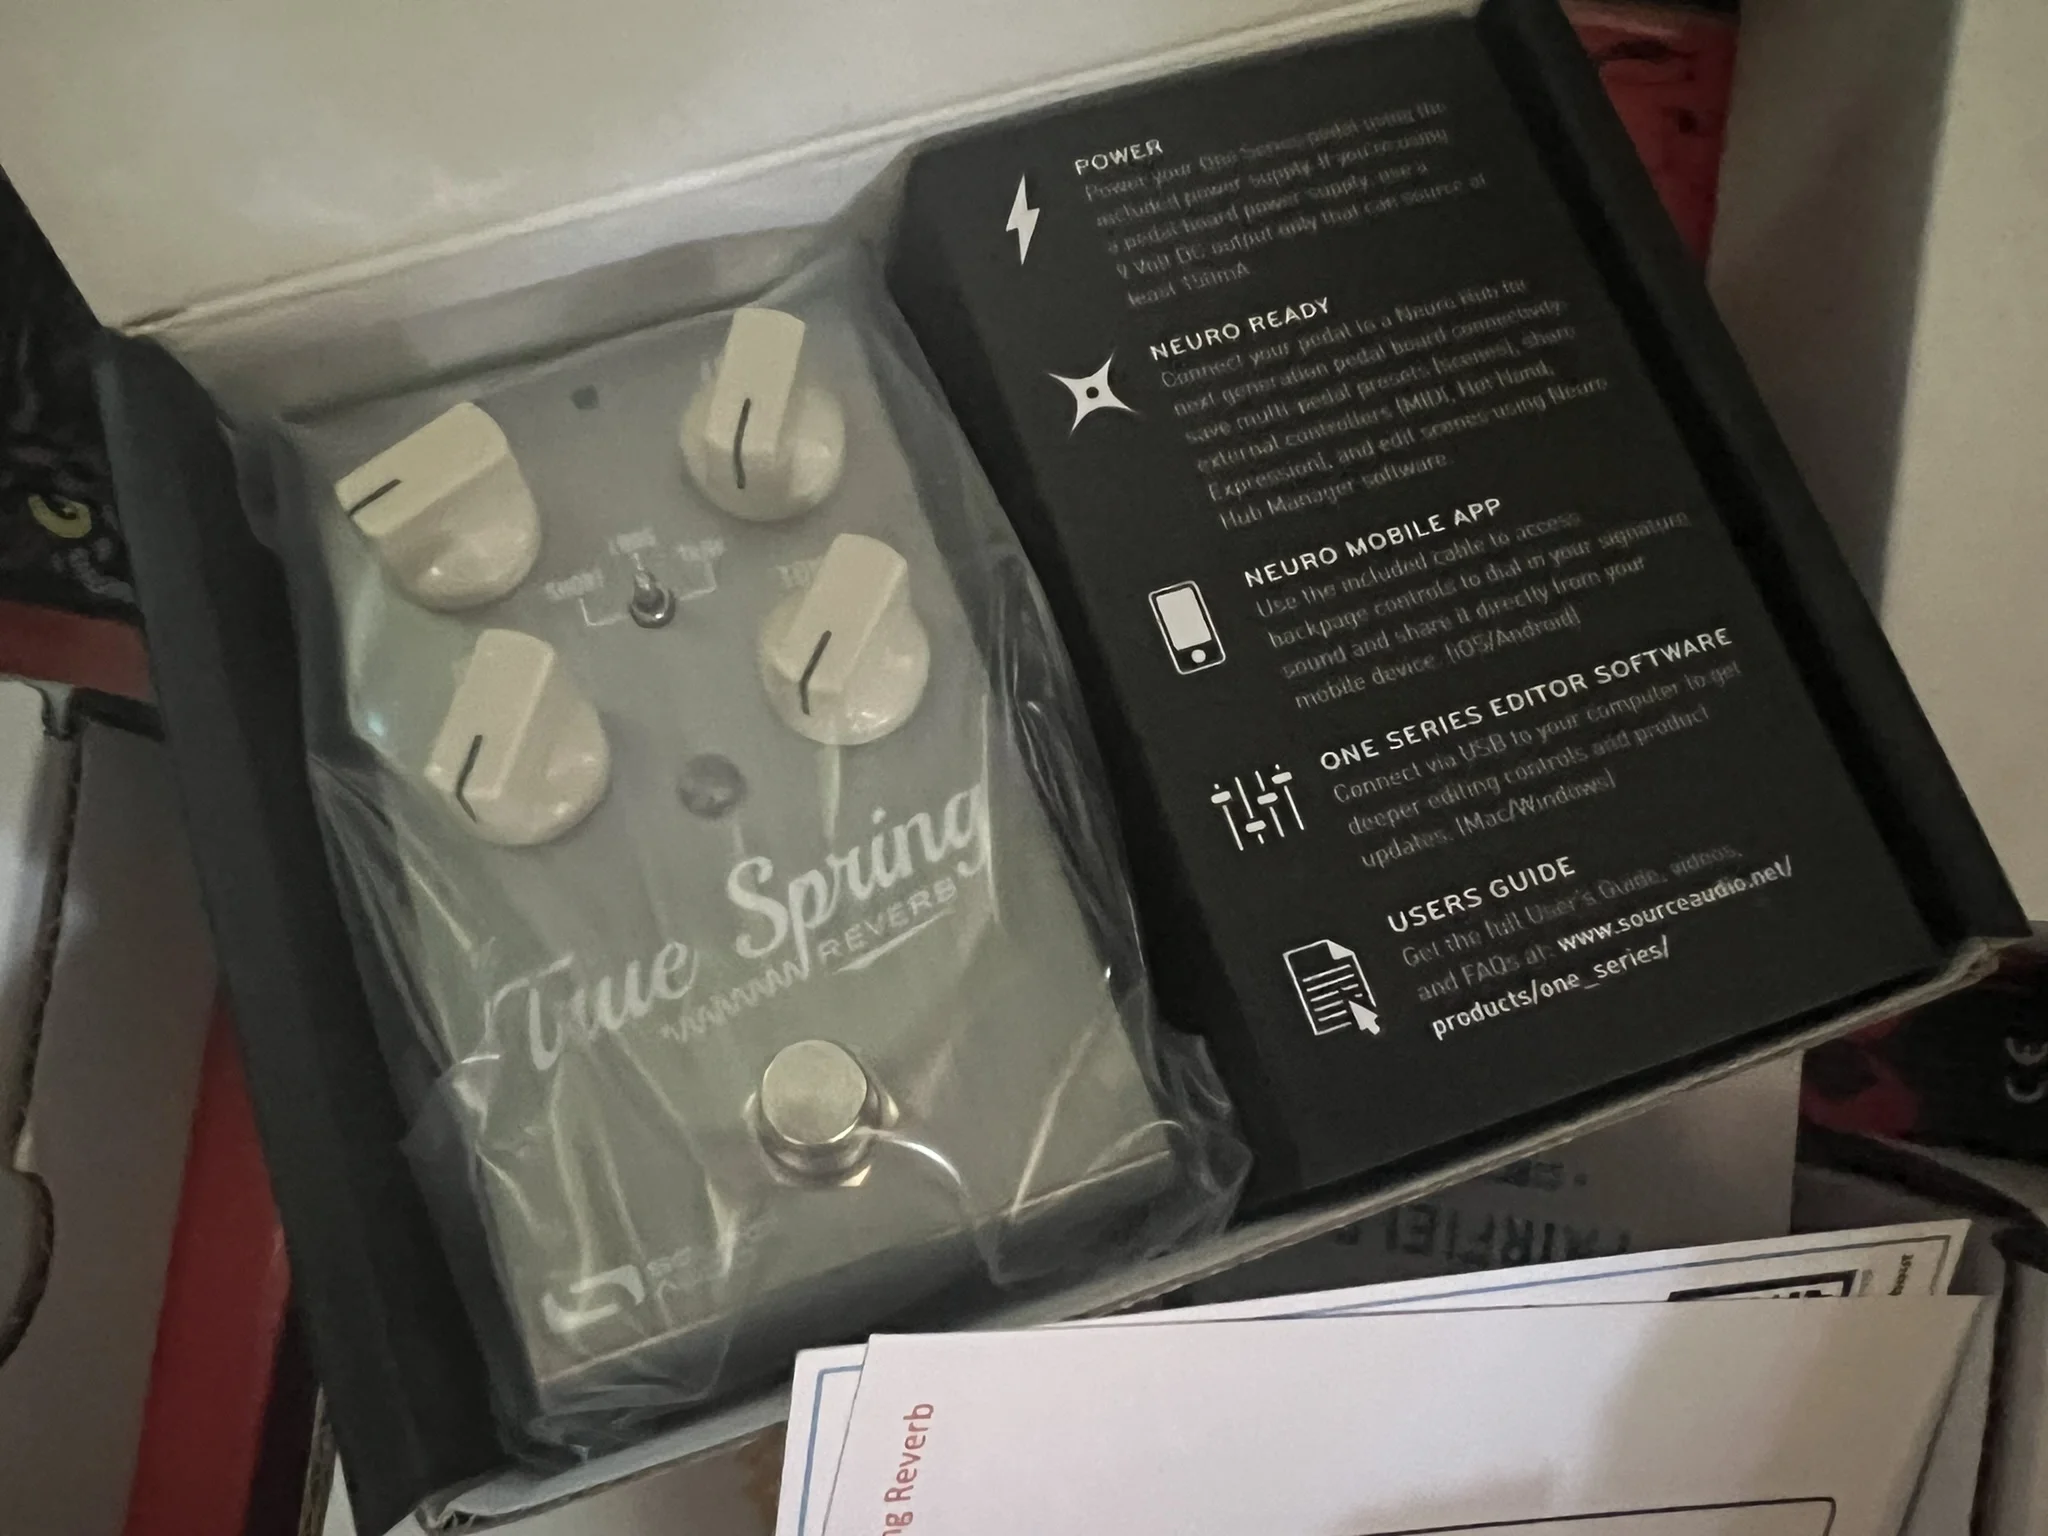 POWER
Power your One Series pedal using the
included power supply. If you're using
a pedal board power supply, use a
9 Volt DC output only that can source at
least 150mA
NEURO READY
Connect your pedal to a Neuro Hub for
next generation pedal board connectivity-
save multi-pedal presets [scenes], share
external controllers [MIDI, Hot Hand,
Expression], and edit scenes using Neuro
Hub Manager software.
NEURO MOBILE APP
Use the included cable to access
backpage controls to dial in your signature
sound and share it directly from your
mobile device. [iOS/Android]
ONE SERIES EDITOR SOFTWARE
Connect via USB to your computer to get
deeper editing controls and product
updates. [Mac/Windows]
USERS GUIDE
Get the full User's Guide, videos,
and FAQs at: www.sourceaudio.net/
products/one_series/
SHORT
LONG
True Spring
REVERB
FAIRFIEL
ng Reverb
CE